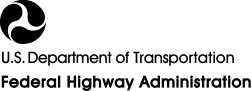 U.S. Department of Transportation
Federal Highway Administration